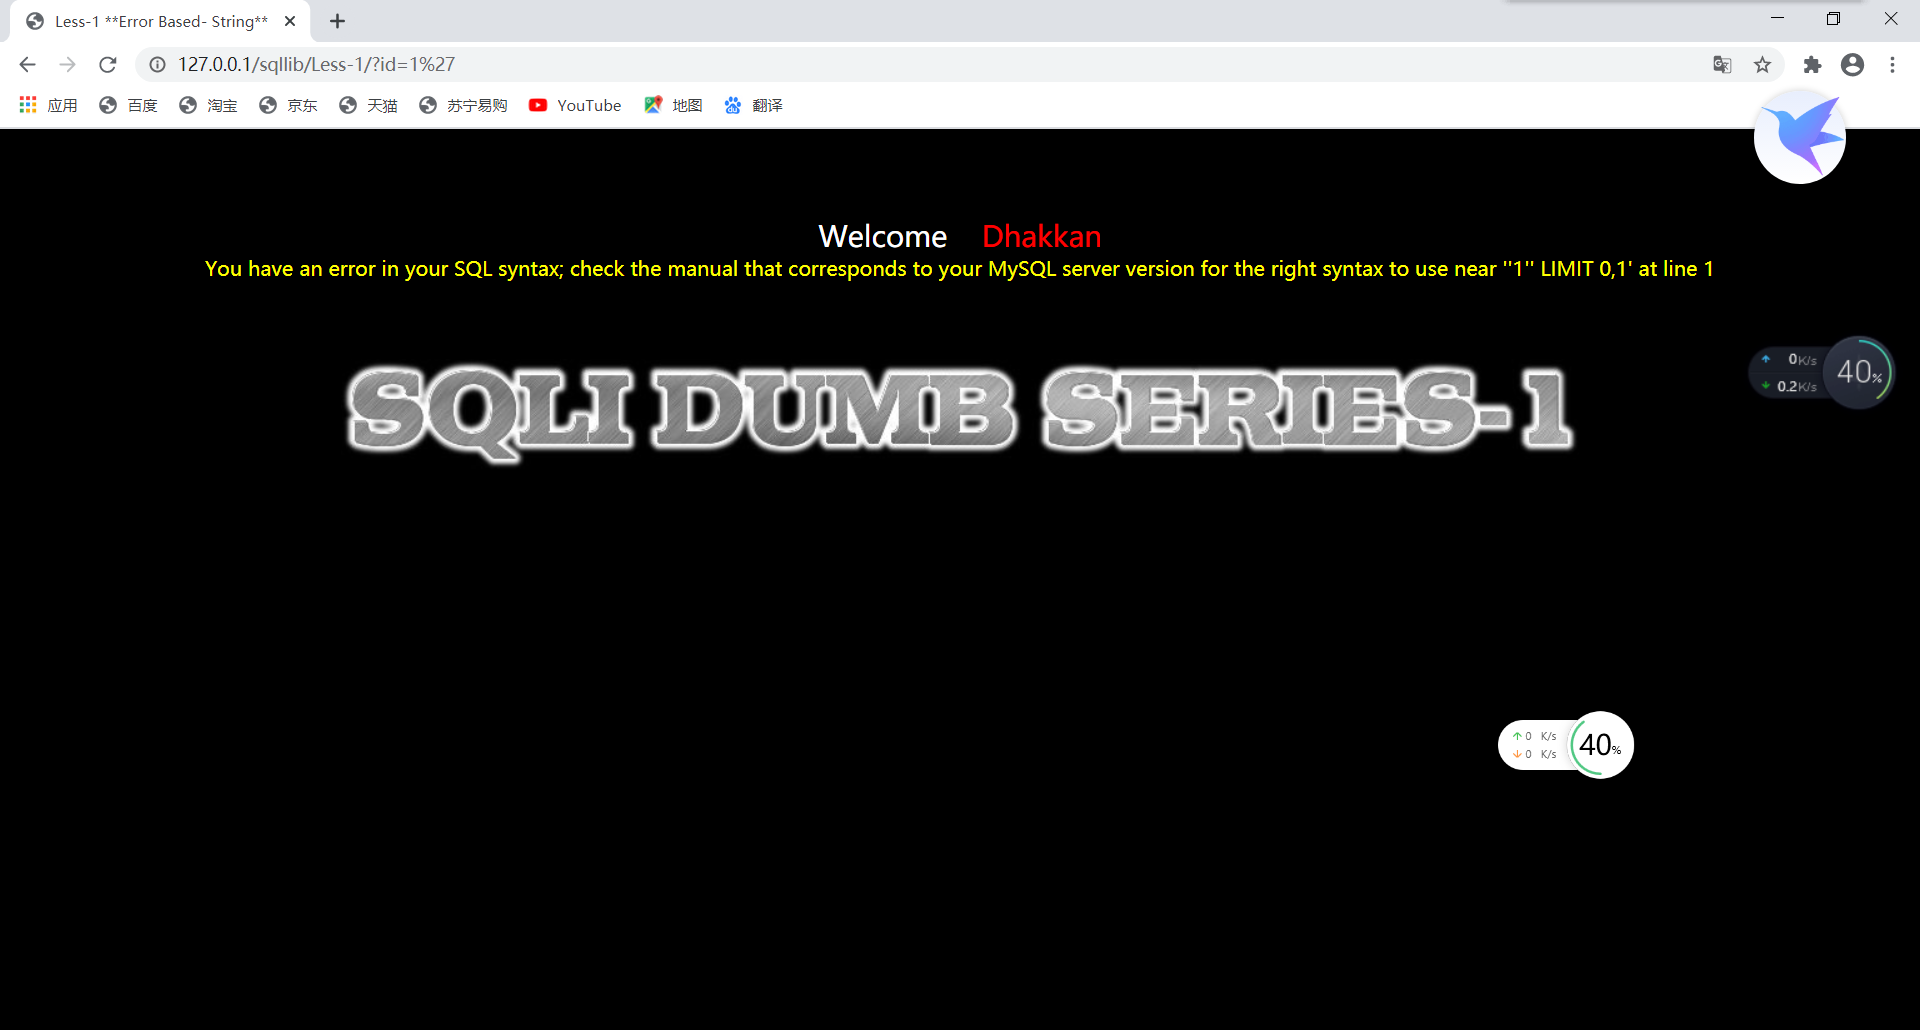 Less-1 **Error Based- String**
127.0.0.1/sqllib/Less-1/?id=1%27
应用 百度 淘宝 京东 天猫 苏宁易购 YouTube 地图 翻译
Welcome Dhakkan
You have an error in your SQL syntax; check the manual that corresponds to your MySQL server version for the right syntax to use near ''1'' LIMIT 0,1' at line 1
0K/s
0.2K/s
40%
SQLI DUMB SERIES-1
0 K/s
0 K/s
40%